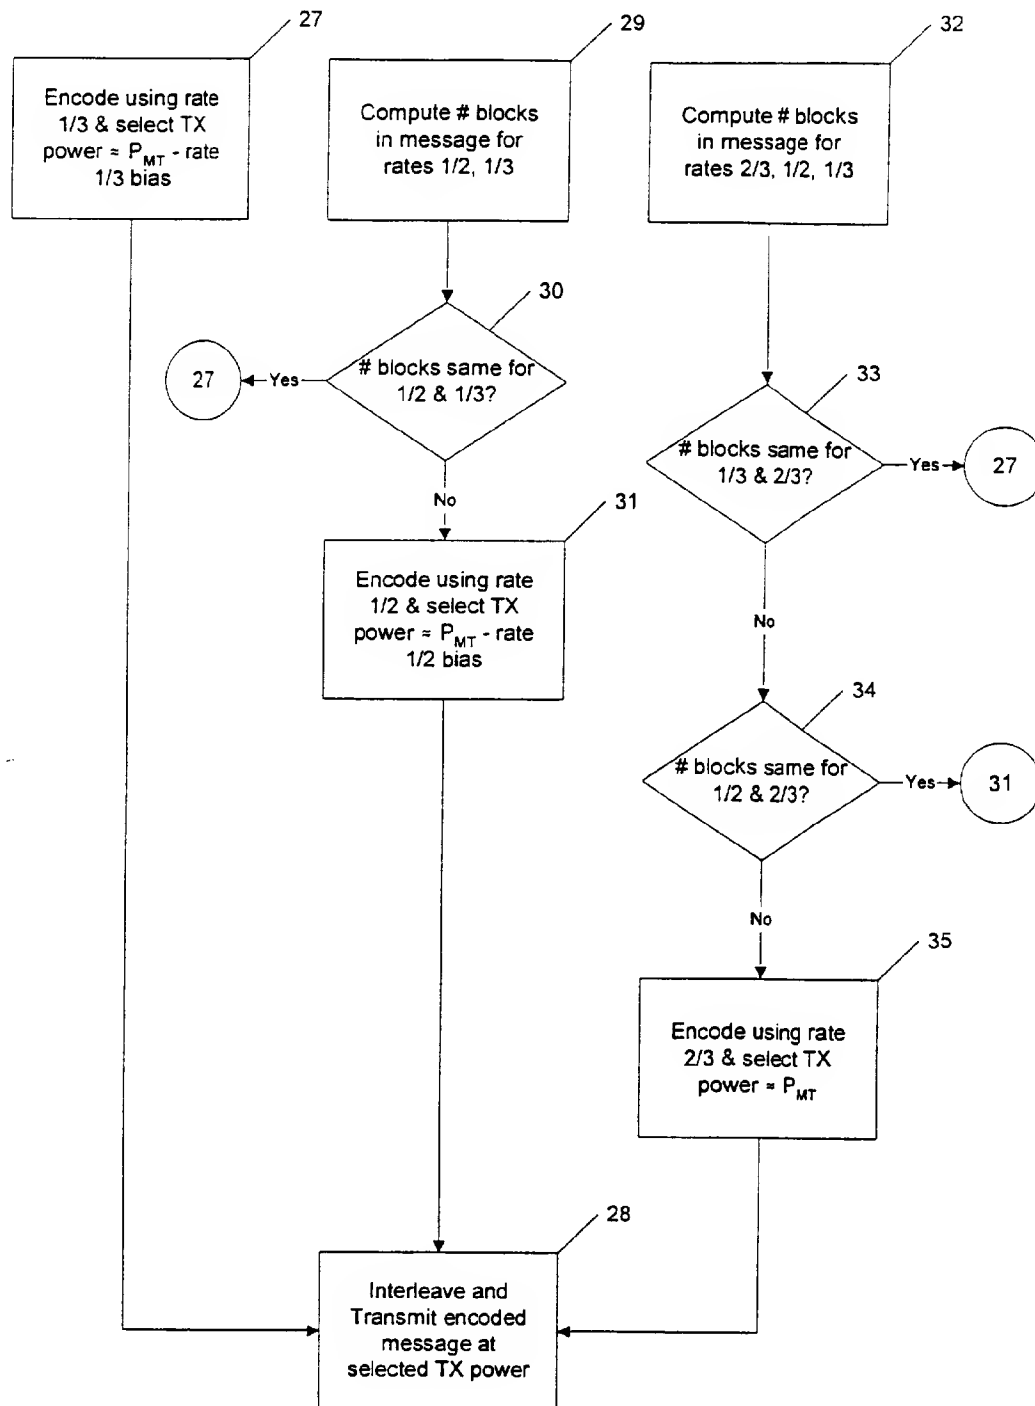 27
Encode using rate
1/3 & select TX
power = P_MT - rate
1/3 bias
29
Compute # blocks
in message for
rates 1/2, 1/3
32
Compute # blocks
in message for
rates 2/3, 1/2, 1/3
30
# blocks same for
1/2 & 1/3?
Yes
27
No
33
# blocks same for
1/3 & 2/3?
Yes
27
No
31
Encode using rate
1/2 & select TX
power = P_MT - rate
1/2 bias
34
# blocks same for
1/2 & 2/3?
Yes
31
No
35
Encode using rate
2/3 & select TX
power = P_MT
28
Interleave and
Transmit encoded
message at
selected TX power